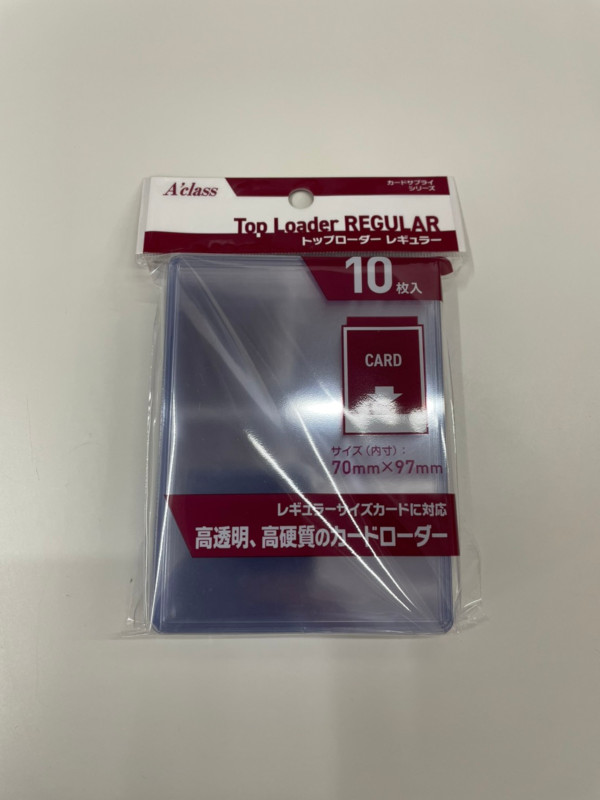 A'class
カードサプライ
シリーズ
Top Loader REGULAR
トップローダー レギュラー
10枚入
CARD
サイズ（内寸）：
70mm×97mm
レギュラーサイズカードに対応
高透明、高硬質のカードローダー